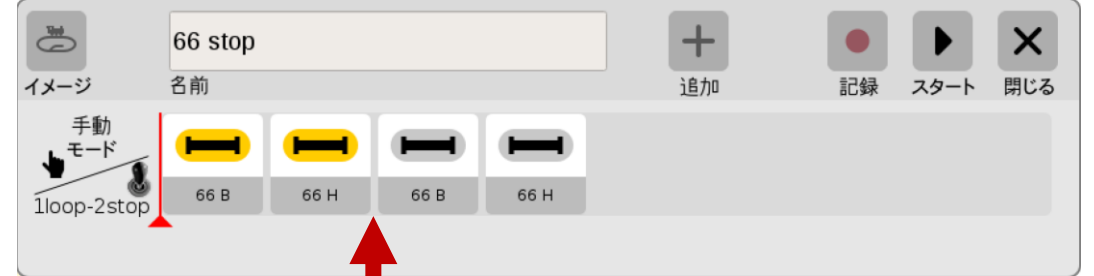 66 stop
イメージ
名前
追加
記録
スタート
閉じる
手動
モード
1loop-2stop
66 B
66 H
66 B
66 H